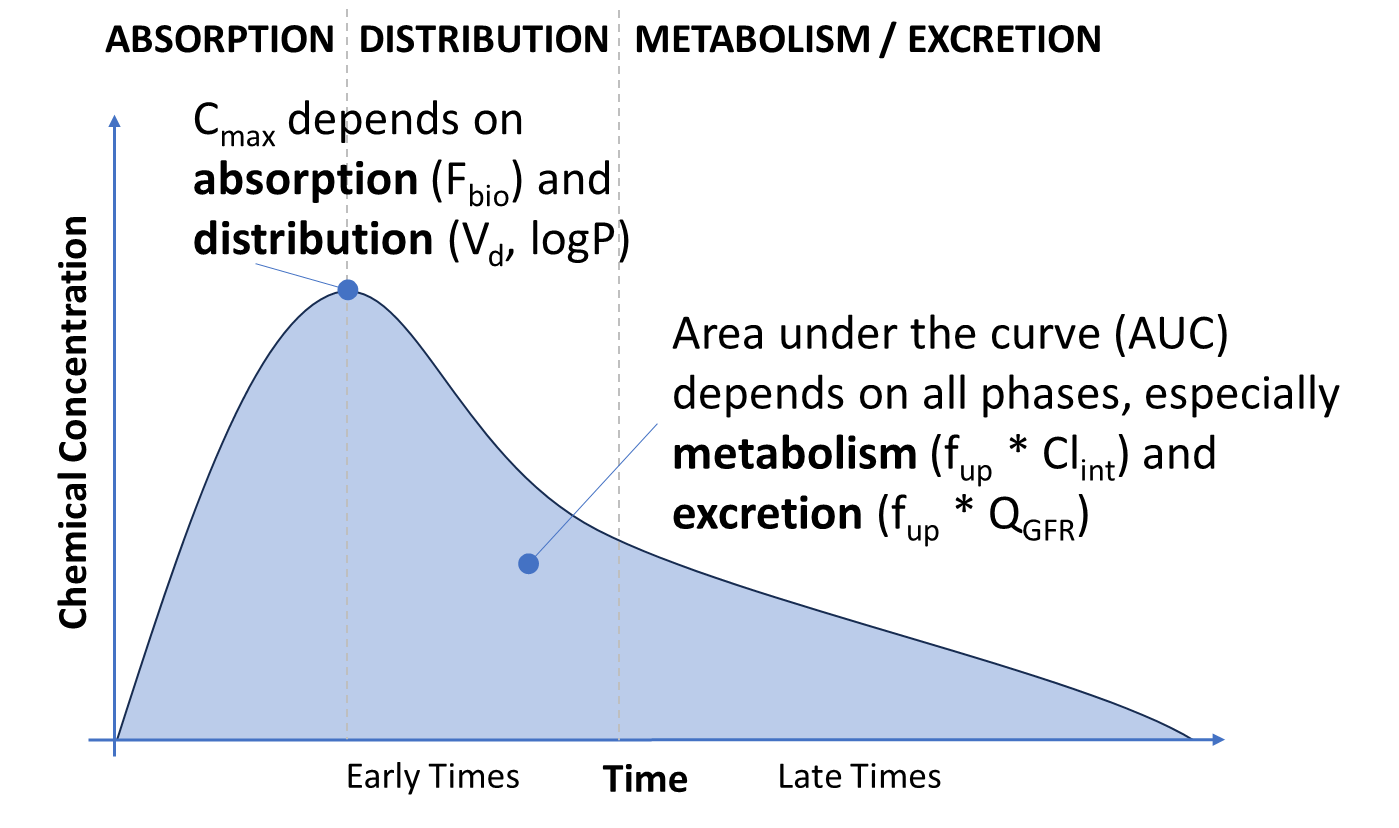 ABSORPTION DISTRIBUTION METABOLISM / EXCRETION
Cmax depends on
absorption (Fbio) and
distribution (Vd, logP)
Area under the curve (AUC)
depends on all phases, especially
metabolism (fup * Clint) and
excretion (fup * QGFR)
Chemical Concentration
Early Times Time Late Times